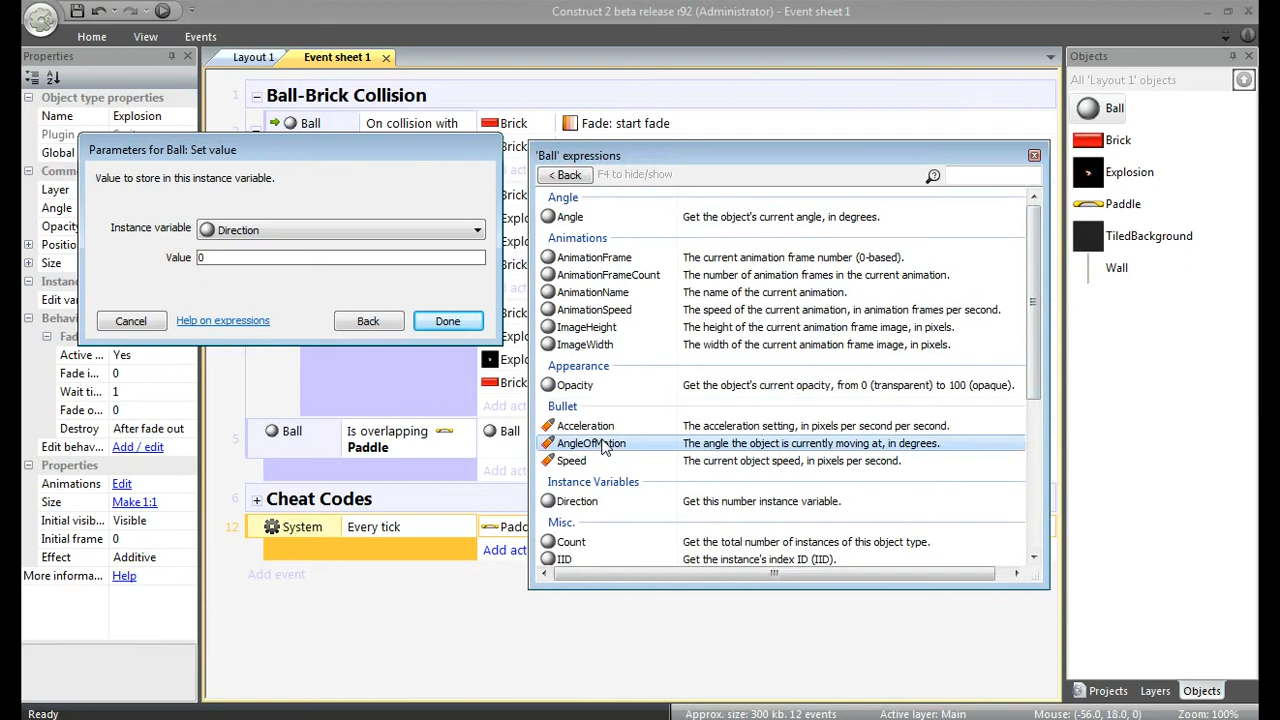 Construct 2 beta release r92 (Administrator) - Event sheet 1
Home View Events
Properties
Layout 1 Event sheet 1
Objects
Object type properties
Name Explosion
Plugin
Global
Layer
Angle
Opacity
Position
Size
Edit var
Active ... Yes
Fade i... 0
Wait ti... 1
Fade o... 0
Destroy After fade out
Edit behav... Add / edit
Properties
Animations Edit
Size Make 1:1
Initial visib... Visible
Initial frame 0
Effect Additive
More informa... Help
1 Ball-Brick Collision
Ball On collision with Brick Fade: start fade
Parameters for Ball: Set value
Value to store in this instance variable.
Instance variable Direction
Value 0
Cancel Help on expressions Back Done
Brick
Add act
5 Ball Is overlapping Paddle Ball
Add act
6 Cheat Codes
12 System Every tick Padd
Add act
Add event
'Ball' expressions
< Back F4 to hide/show
Angle
Angle Get the object's current angle, in degrees.
Animations
AnimationFrame The current animation frame number (0-based).
AnimationFrameCount The number of animation frames in the current animation.
AnimationName The name of the current animation.
AnimationSpeed The speed of the current animation, in animation frames per second.
ImageHeight The height of the current animation frame image, in pixels.
ImageWidth The width of the current animation frame image, in pixels.
Appearance
Opacity Get the object's current opacity, from 0 (transparent) to 100 (opaque).
Bullet
Acceleration The acceleration setting, in pixels per second per second.
AngleOfMotion The angle the object is currently moving at, in degrees.
Speed The current object speed, in pixels per second.
Instance Variables
Direction Get this number instance variable.
Misc.
Count Get the total number of instances of this object type.
IID Get the instance's index ID (IID).
All 'Layout 1' objects
Ball
Brick
Explosion
Paddle
TiledBackground
Wall
Projects Layers Objects
Ready Approx. size: 300 kb, 12 events Active layer: Main Mouse: (-56.0, 18.0, 0) Zoom: 100%